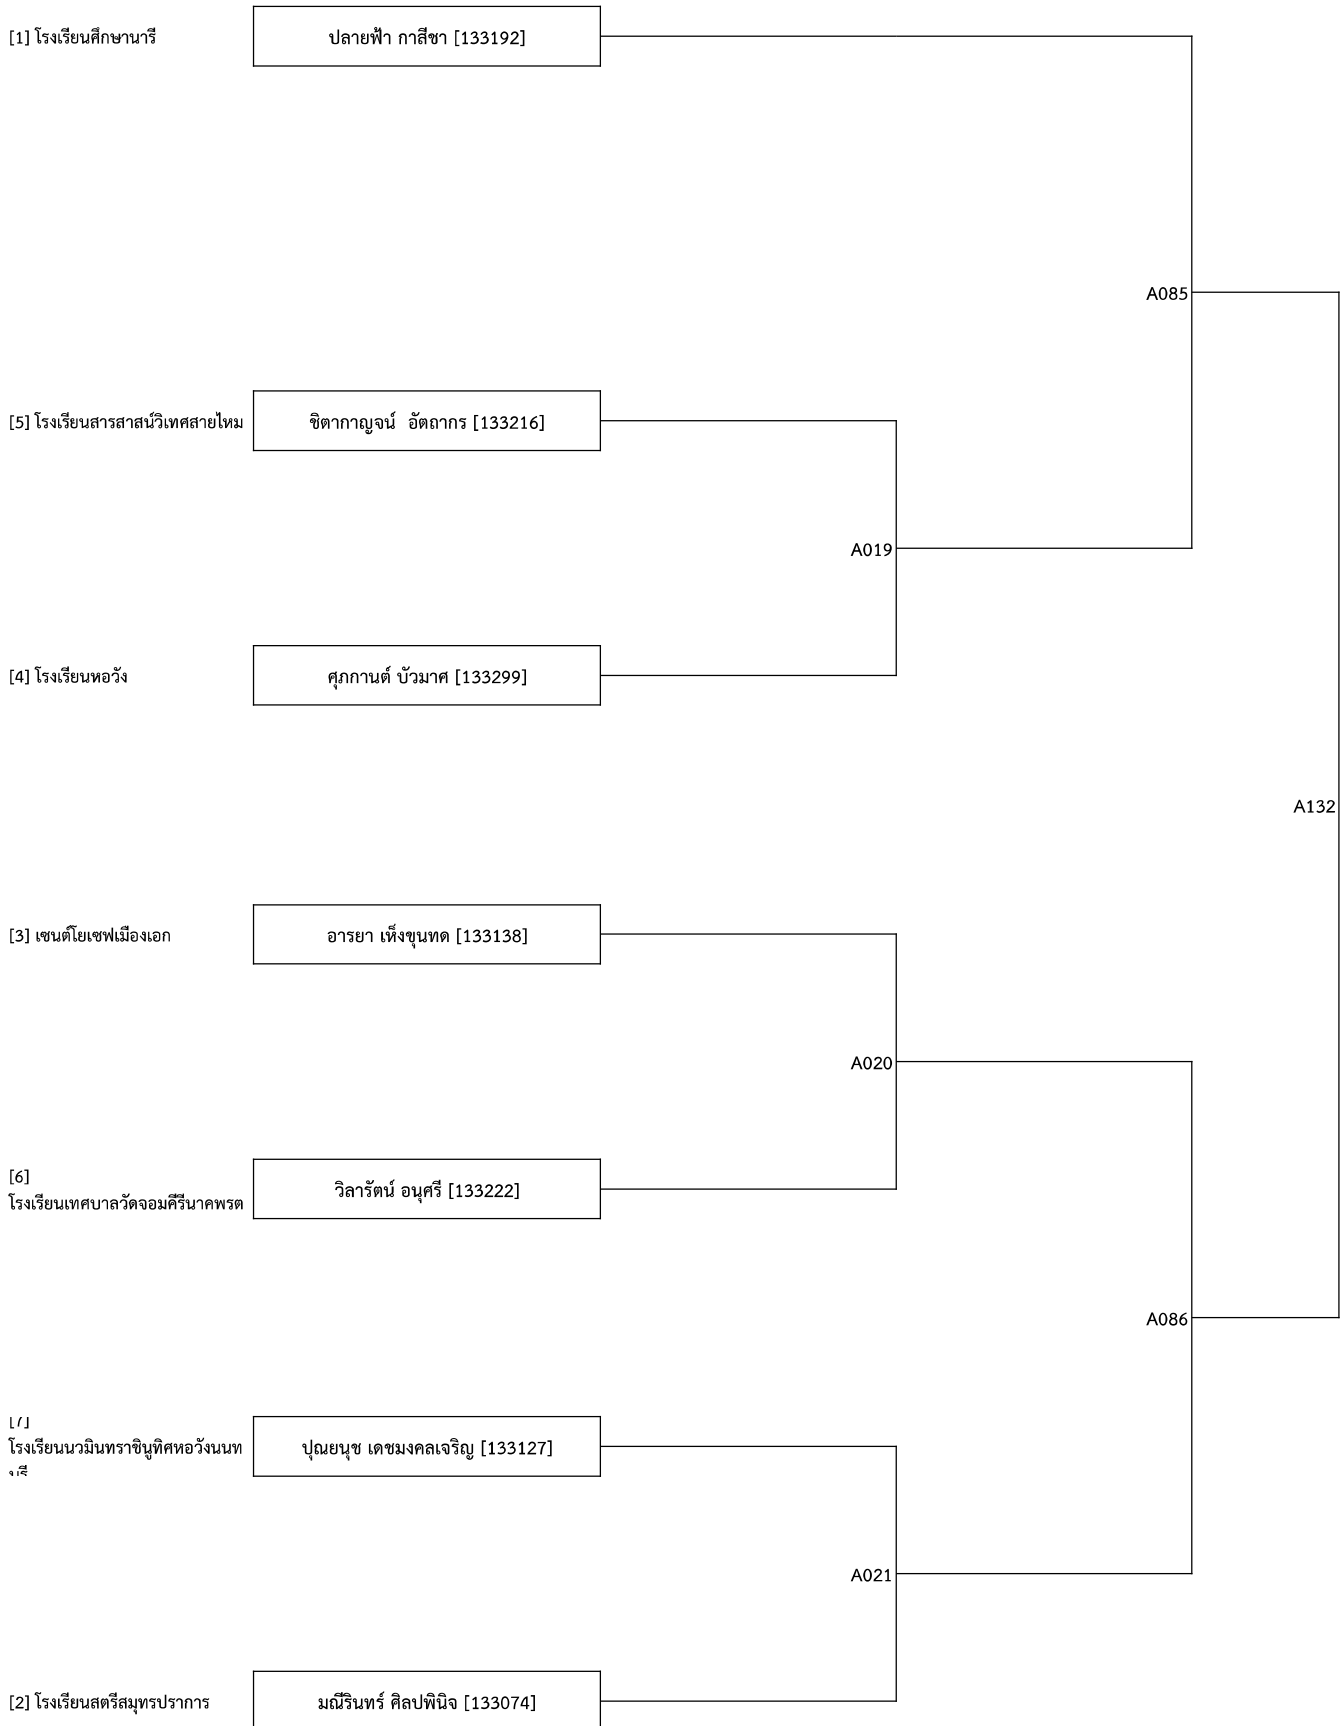 [1] โรงเรียนศึกษานารี
ปลายฟ้า กาสีชา [133192]
A085
[5] โรงเรียนสารสาสน์วิเทศสายไหม
ชิตากาญจน์  อัตถากร [133216]
A019
[4] โรงเรียนหอวัง
ศุภกานต์ บัวมาศ [133299]
A132
[3] เซนต์โยเซฟเมืองเอก
อารยา เห็งขุนทด [133138]
A020
[6]
โรงเรียนเทศบาลวัดจอมคีรีนาคพรต
วิลารัตน์ อนุศรี [133222]
A086
[7]
โรงเรียนนวมินทราชินูทิศหอวังนนท
บุรี
ปุณยนุช เดชมงคลเจริญ [133127]
A021
[2] โรงเรียนสตรีสมุทรปราการ
มณีรินทร์ ศิลปพินิจ [133074]